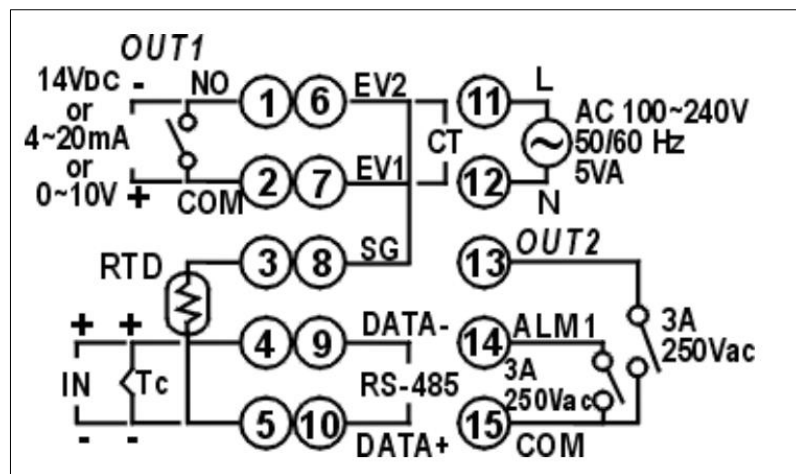 OUT1
14VDC - NO 1 6 EV2 11 L
or
4~20mA CT AC 100~240V
or 50/60 Hz
0~10V + COM 2 7 EV1 12 N 5VA
RTD 3 8 SG 13 OUT2
+ + 4 9 DATA- 14 ALM1 3A
250Vac
IN Tc RS-485 3A
250Vac
- - 5 10 DATA+ 15 COM